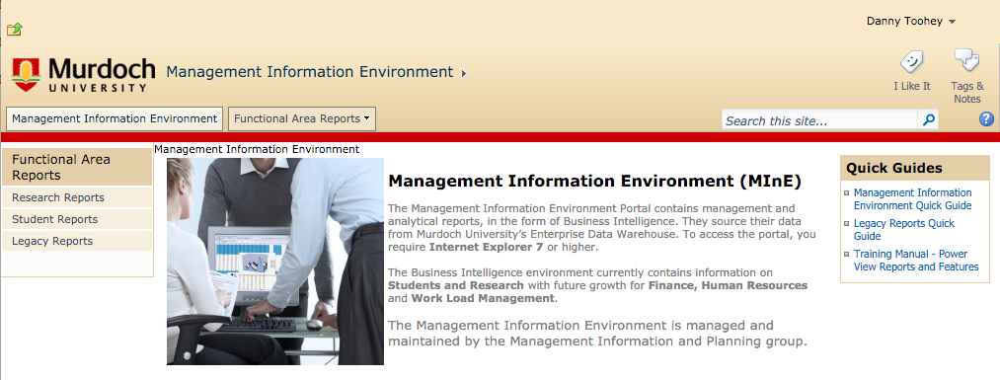 Danny Toohey
Murdoch
UNIVERSITY
Management Information Environment
I Like It
Tags &
Notes
Management Information Environment
Functional Area Reports
Search this site...
Functional Area
Reports
Research Reports
Student Reports
Legacy Reports
Management Information Environment
Management Information Environment (MInE)
The Management Information Environment Portal contains management and
analytical reports, in the form of Business Intelligence. They source their data
from Murdoch University's Enterprise Data Warehouse. To access the portal, you
require Internet Explorer 7 or higher.
The Business Intelligence environment currently contains information on
Students and Research with future growth for Finance, Human Resources
and Work Load Management.
The Management Information Environment is managed and
maintained by the Management Information and Planning group.
Quick Guides
Management Information
Environment Quick Guide
Legacy Reports Quick
Guide
Training Manual - Power
View Reports and Features